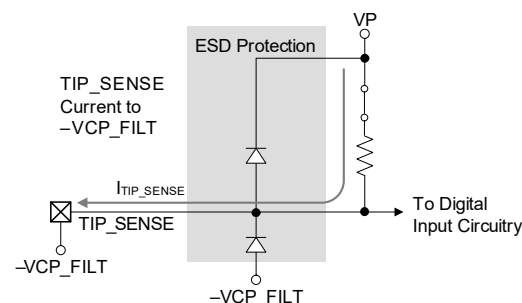 VP
ESD Protection
TIP_SENSE
Current to
–VCP_FILT
ITIP_SENSE
TIP_SENSE
To Digital
Input Circuitry
–VCP_FILT
–VCP_FILT